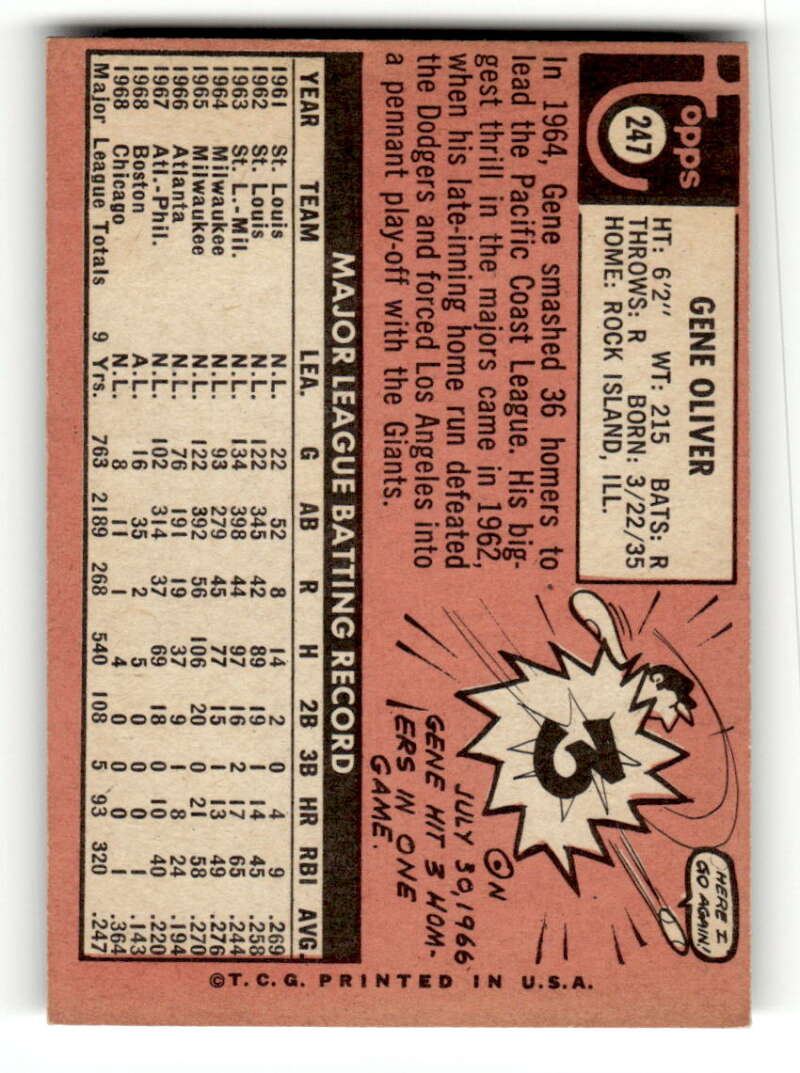 Topps
247
GENE OLIVER
HT: 6'2" WT: 215 BATS: R
THROWS: R BORN: 3/22/35
HOME: ROCK ISLAND, ILL.
In 1964, Gene smashed 36 homers to
lead the Pacific Coast League. His big-
gest thrill in the majors came in 1962,
when his late-inning home run defeated
the Dodgers and forced Los Angeles into
a pennant play-off with the Giants.
HERE I
GO AGAIN!
3
ON
JULY 30, 1966
GENE HIT 3 HOM-
ERS IN ONE
GAME.
MAJOR LEAGUE BATTING RECORD
YEAR TEAM LEA. G AB R H 2B 3B HR RBI AVG.
1961 St. Louis N.L. 22 52 8 14 2 0 4 9 .269
1962 St. Louis N.L. 122 345 42 89 19 1 14 45 .258
1963 St. L.-Mil. N.L. 134 398 44 97 16 2 17 65 .244
1964 Milwaukee N.L. 93 279 45 77 15 1 13 49 .276
1965 Milwaukee N.L. 122 392 56 106 20 0 21 58 .270
1966 Atlanta N.L. 76 191 19 37 9 1 8 24 .194
1967 Atl.-Phil. N.L. 102 314 37 69 18 0 10 40 .220
1968 Boston A.L. 16 35 2 5 0 0 0 1 .143
1968 Chicago N.L. 8 11 1 4 0 0 0 1 .364
Major League Totals 9 Yrs. 763 2189 268 540 108 5 93 320 .247
©T.C.G. PRINTED IN U.S.A.